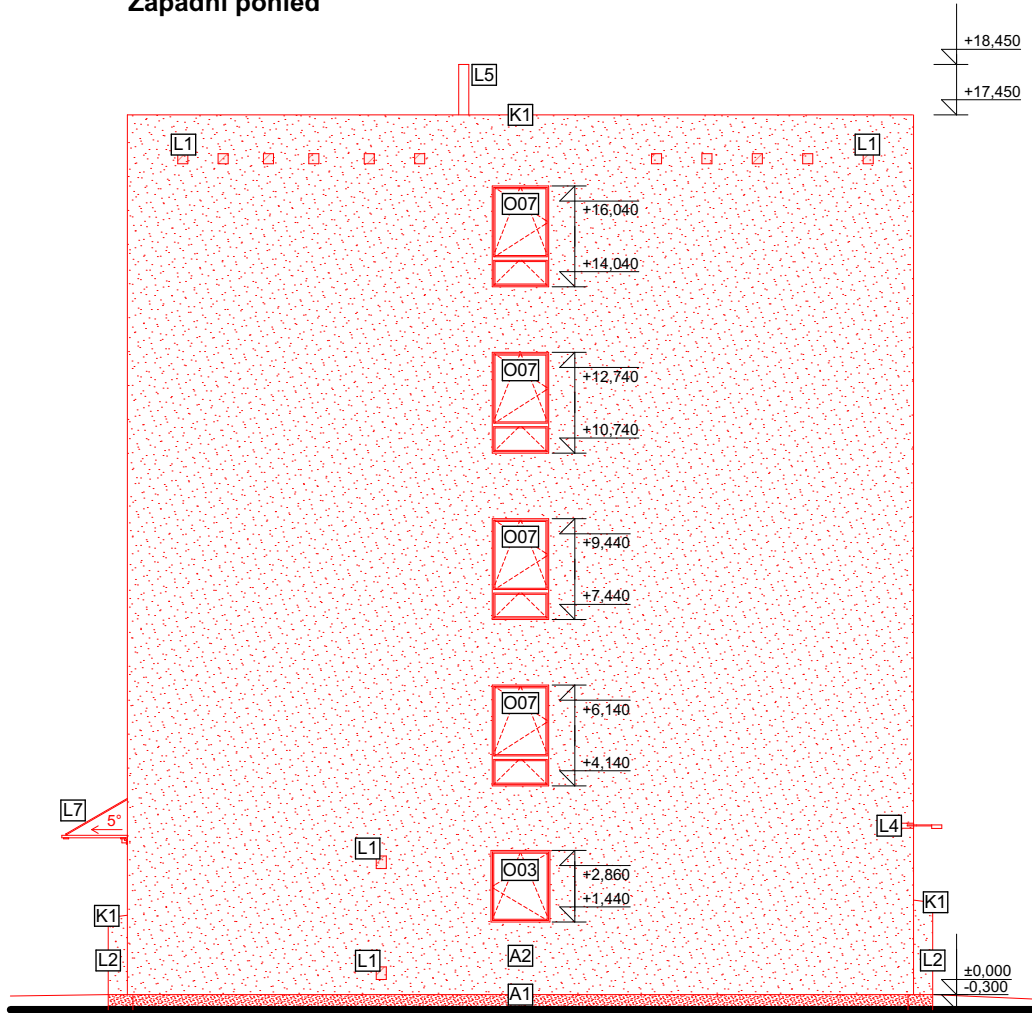 Západní pohled
+18,450
L5
+17,450
K1
L1
L1
O07
+16,040
+14,040
O07
+12,740
+10,740
O07
+9,440
+7,440
O07
+6,140
+4,140
L7
5°
L4
L1
O03
+2,860
+1,440
K1
K1
A2
L2
L1
L2
±0,000
-0,300
A1